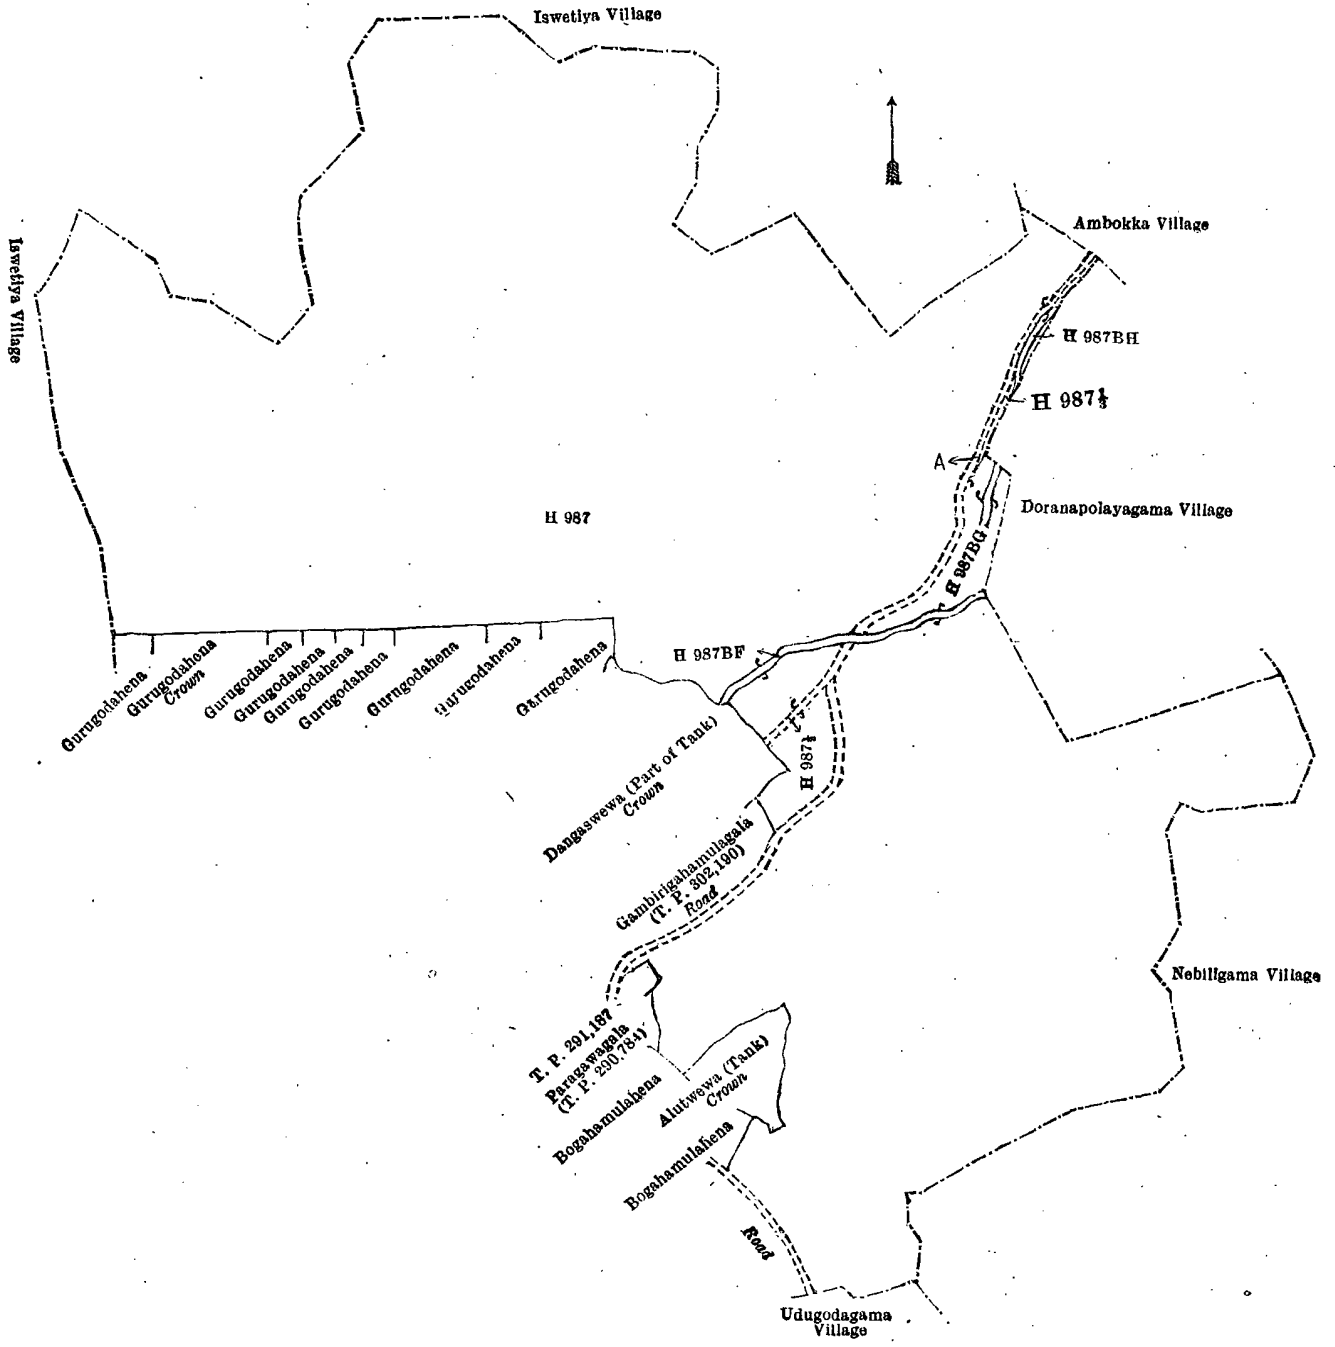 Iswetiya Village
Iswetiya Village
Ambokka Village
H 987BH
H 987⅓
A
Doranapolayagama Village
H 987
H 987BG
H 987BF
Gurugodahena
Gurugodahena
Crown
Gurugodahena
Gurugodahena
Gurugodahena
Gurugodahena
Gurugodahena
Gurugodahena
Gurugodahena
Dangaswewa (Part of Tank)
Crown
H 987
Gambirigahamulagala
(T. P. 302,190)
Road
Nebiligama Village
T. P. 291,187
Paragawagala
(T. P. 290,784)
Bogahamulahena
Alutwewa (Tank)
Crown
Bogahamulahena
Road
Udugodagama
Village